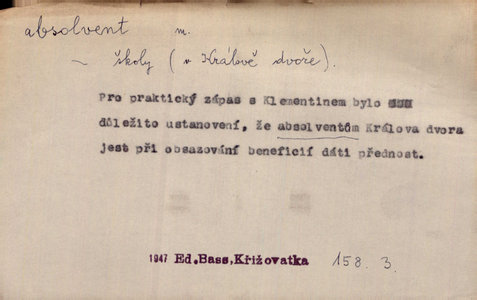 absolvent m.
~ školy (v Králově dvoře).
Pro praktický zápas s Klementinem bylo
důležito ustanovení, že absolventům Králova dvora
jest při obsazování beneficií dáti přednost.
1947 Ed.Bass,Křižovatka 158. 3.